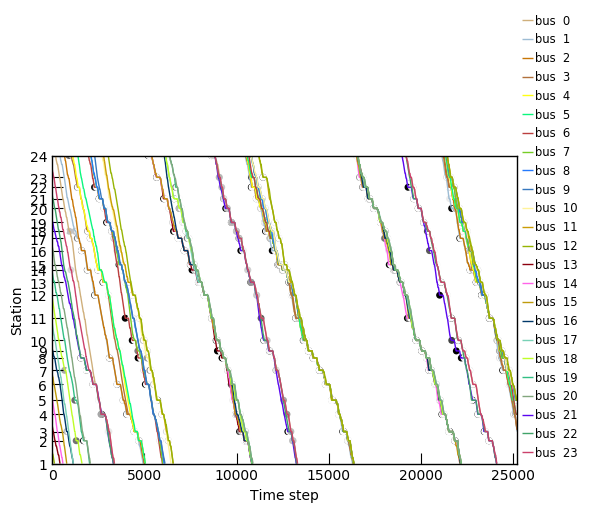 bus 0
bus 1
bus 2
bus 3
bus 4
bus 5
bus 6
bus 7
bus 8
bus 9
bus 10
bus 11
bus 12
bus 13
bus 14
bus 15
bus 16
bus 17
bus 18
bus 19
bus 20
bus 21
bus 22
bus 23
24
23
22
21
20
19
18
17
16
15
14
13
12
11
10
9
8
7
6
5
4
3
2
1
Station
0 5000 10000 15000 20000 25000
Time step